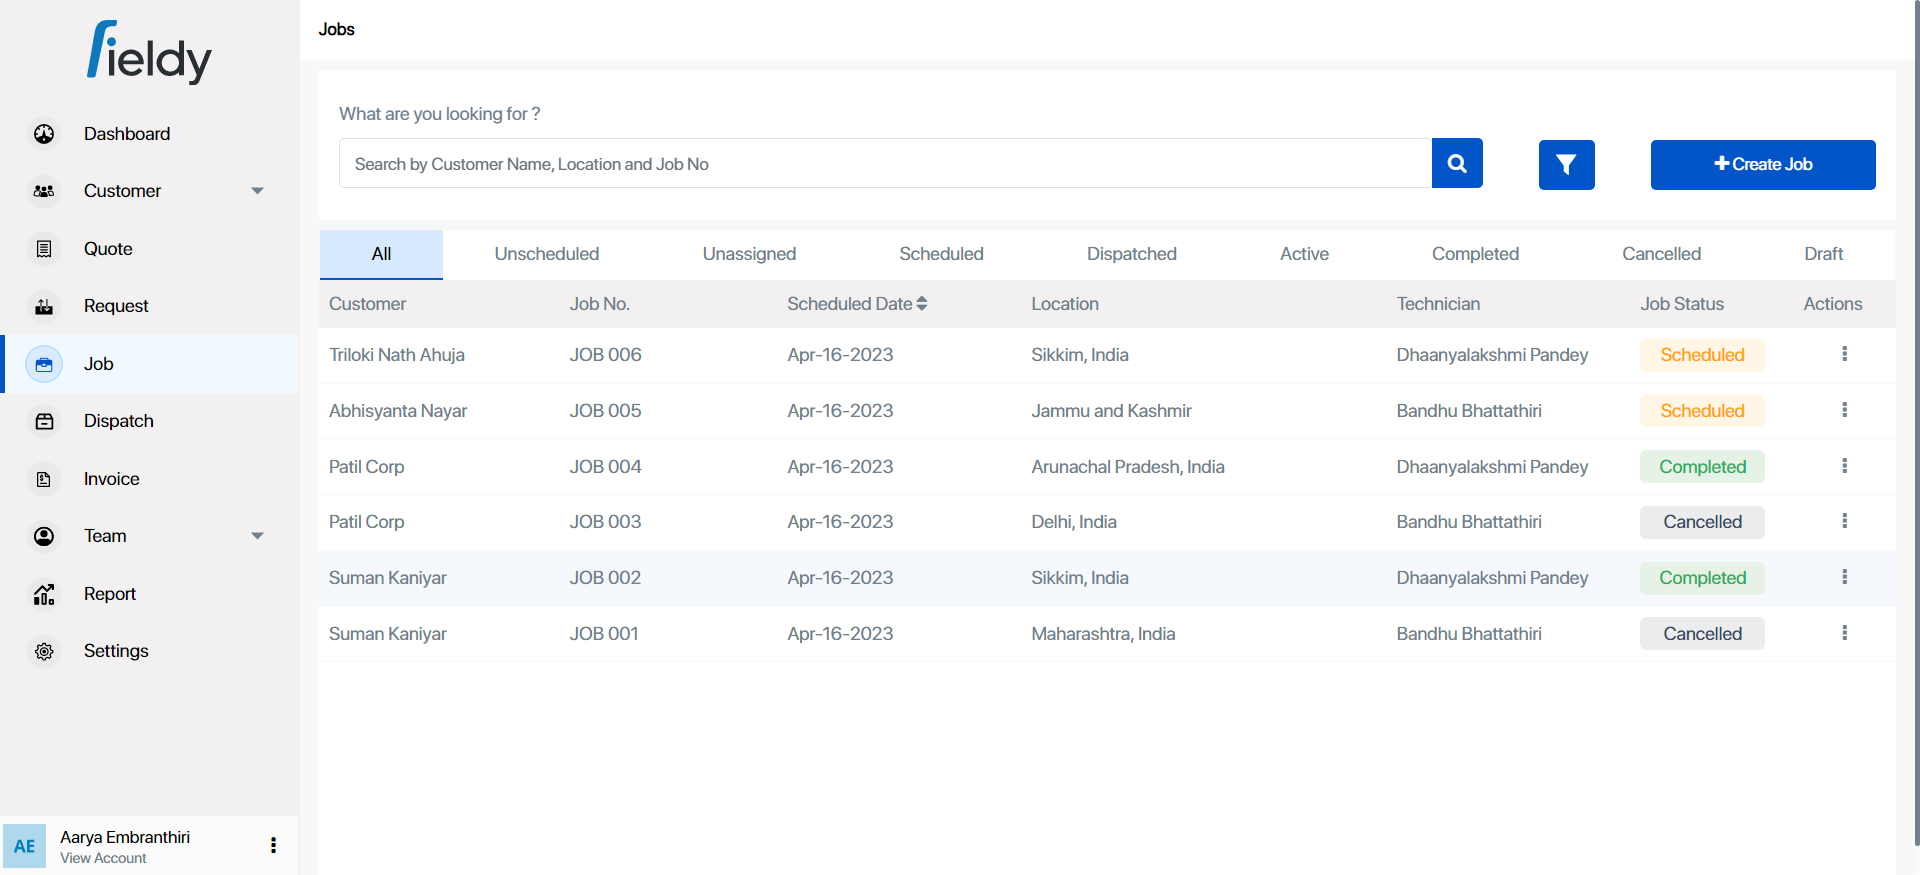 fieldy
Dashboard
Customer
Quote
Request
Job
Dispatch
Invoice
Team
Report
Settings
AE
Aarya Embranthiri
View Account
Jobs
What are you looking for ?
Search by Customer Name, Location and Job No
Create Job
All Unscheduled Unassigned Scheduled Dispatched Active Completed Cancelled Draft
Customer Job No. Scheduled Date Location Technician Job Status Actions
Triloki Nath Ahuja JOB 006 Apr-16-2023 Sikkim, India Dhaanyalakshmi Pandey Scheduled
Abhisyanta Nayar JOB 005 Apr-16-2023 Jammu and Kashmir Bandhu Bhattathiri Scheduled
Patil Corp JOB 004 Apr-16-2023 Arunachal Pradesh, India Dhaanyalakshmi Pandey Completed
Patil Corp JOB 003 Apr-16-2023 Delhi, India Bandhu Bhattathiri Cancelled
Suman Kaniyar JOB 002 Apr-16-2023 Sikkim, India Dhaanyalakshmi Pandey Completed
Suman Kaniyar JOB 001 Apr-16-2023 Maharashtra, India Bandhu Bhattathiri Cancelled